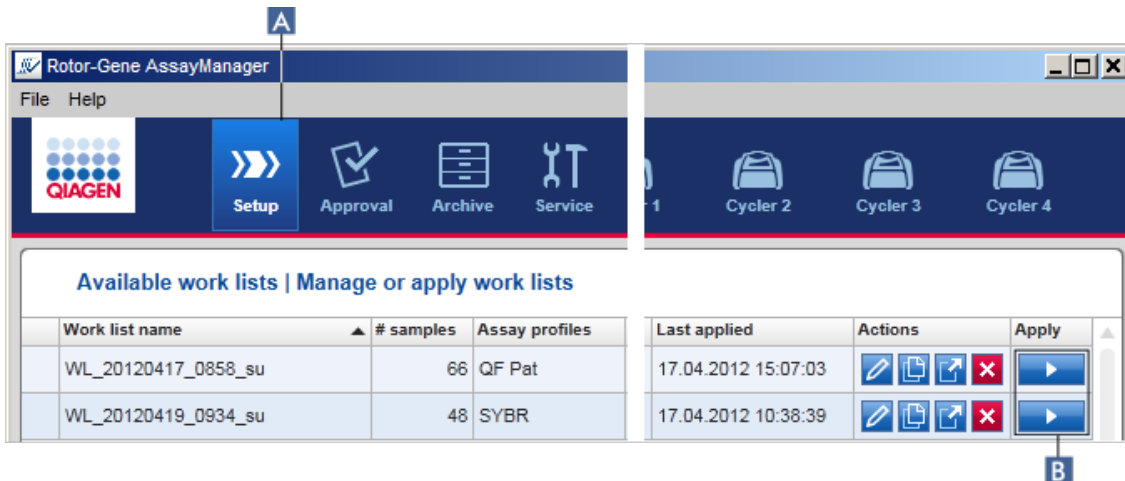 A
Rotor-Gene AssayManager
File Help
QIAGEN
Setup Approval Archive Service r 1 Cycler 2 Cycler 3 Cycler 4
Available work lists | Manage or apply work lists
Work list name # samples Assay profiles Last applied Actions Apply
WL_20120417_0858_su 66 QF Pat 17.04.2012 15:07:03
WL_20120419_0934_su 48 SYBR 17.04.2012 10:38:39
B